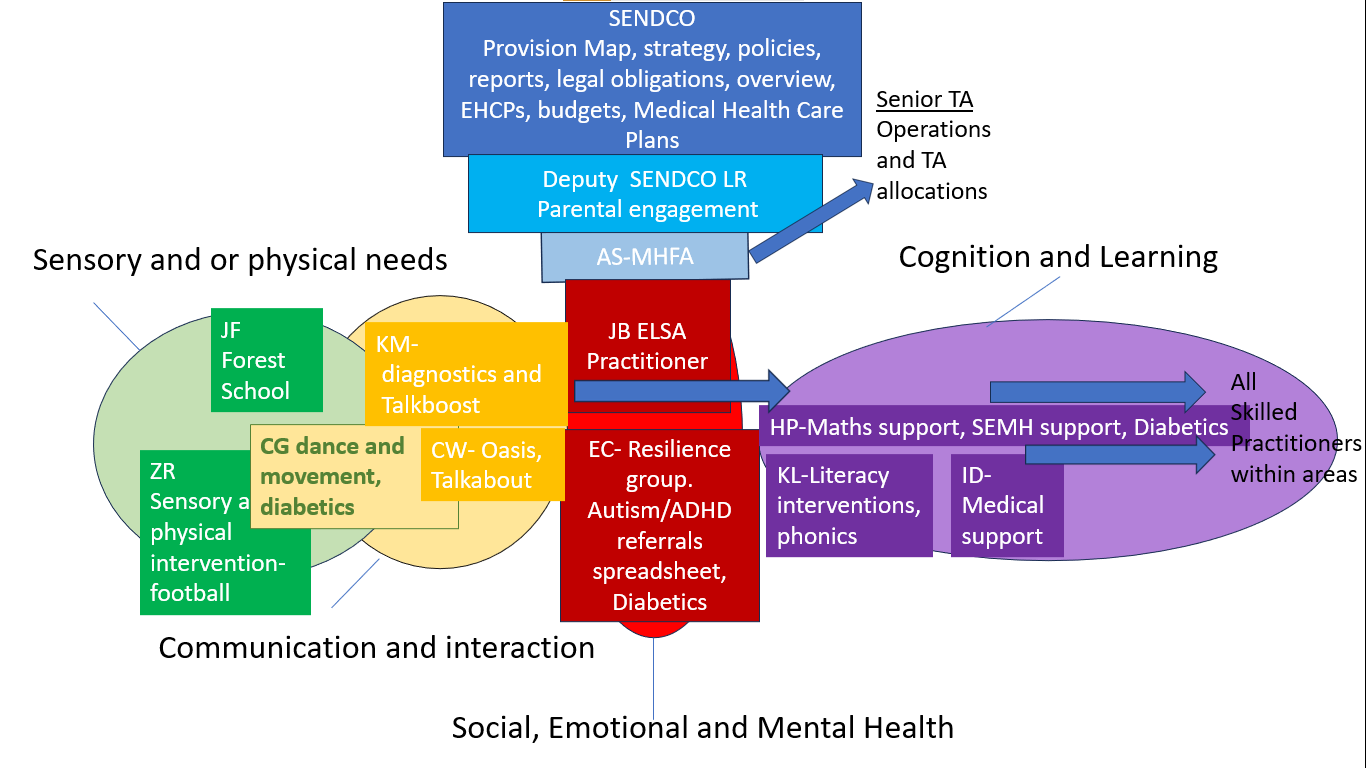 SENDCO
Provision Map, strategy, policies,
reports, legal obligations, overview,
EHCPs, budgets, Medical Health Care
Plans
Senior TA
Operations
and TA
allocations
Deputy  SENDCO LR
Parental engagement
AS-MHFA
Sensory and or physical needs
Cognition and Learning
JF
Forest
School
KM-
diagnostics and
Talkboost
JB ELSA
Practitioner
CG dance and
movement,
diabetics
CW- Oasis,
Talkabout
ZR
Sensory a
physical
intervention-
football
EC- Resilience
group.
Autism/ADHD
referrals
spreadsheet,
Diabetics
HP-Maths support, SEMH support, Diabetics
KL-Literacy
interventions,
phonics
ID-
Medical
support
All
Skilled
Practitioners
within areas
Communication and interaction
Social, Emotional and Mental Health